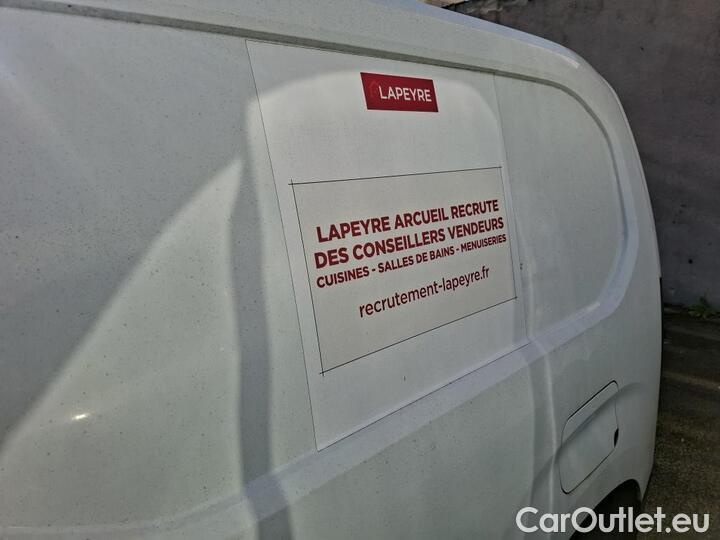 LAPEYRE
LAPEYRE ARCUEIL RECRUTE
DES CONSEILLERS VENDEURS
CUISINES - SALLES DE BAINS - MENUISERIES
recrutement-lapeyre.fr
CarOutlet.eu